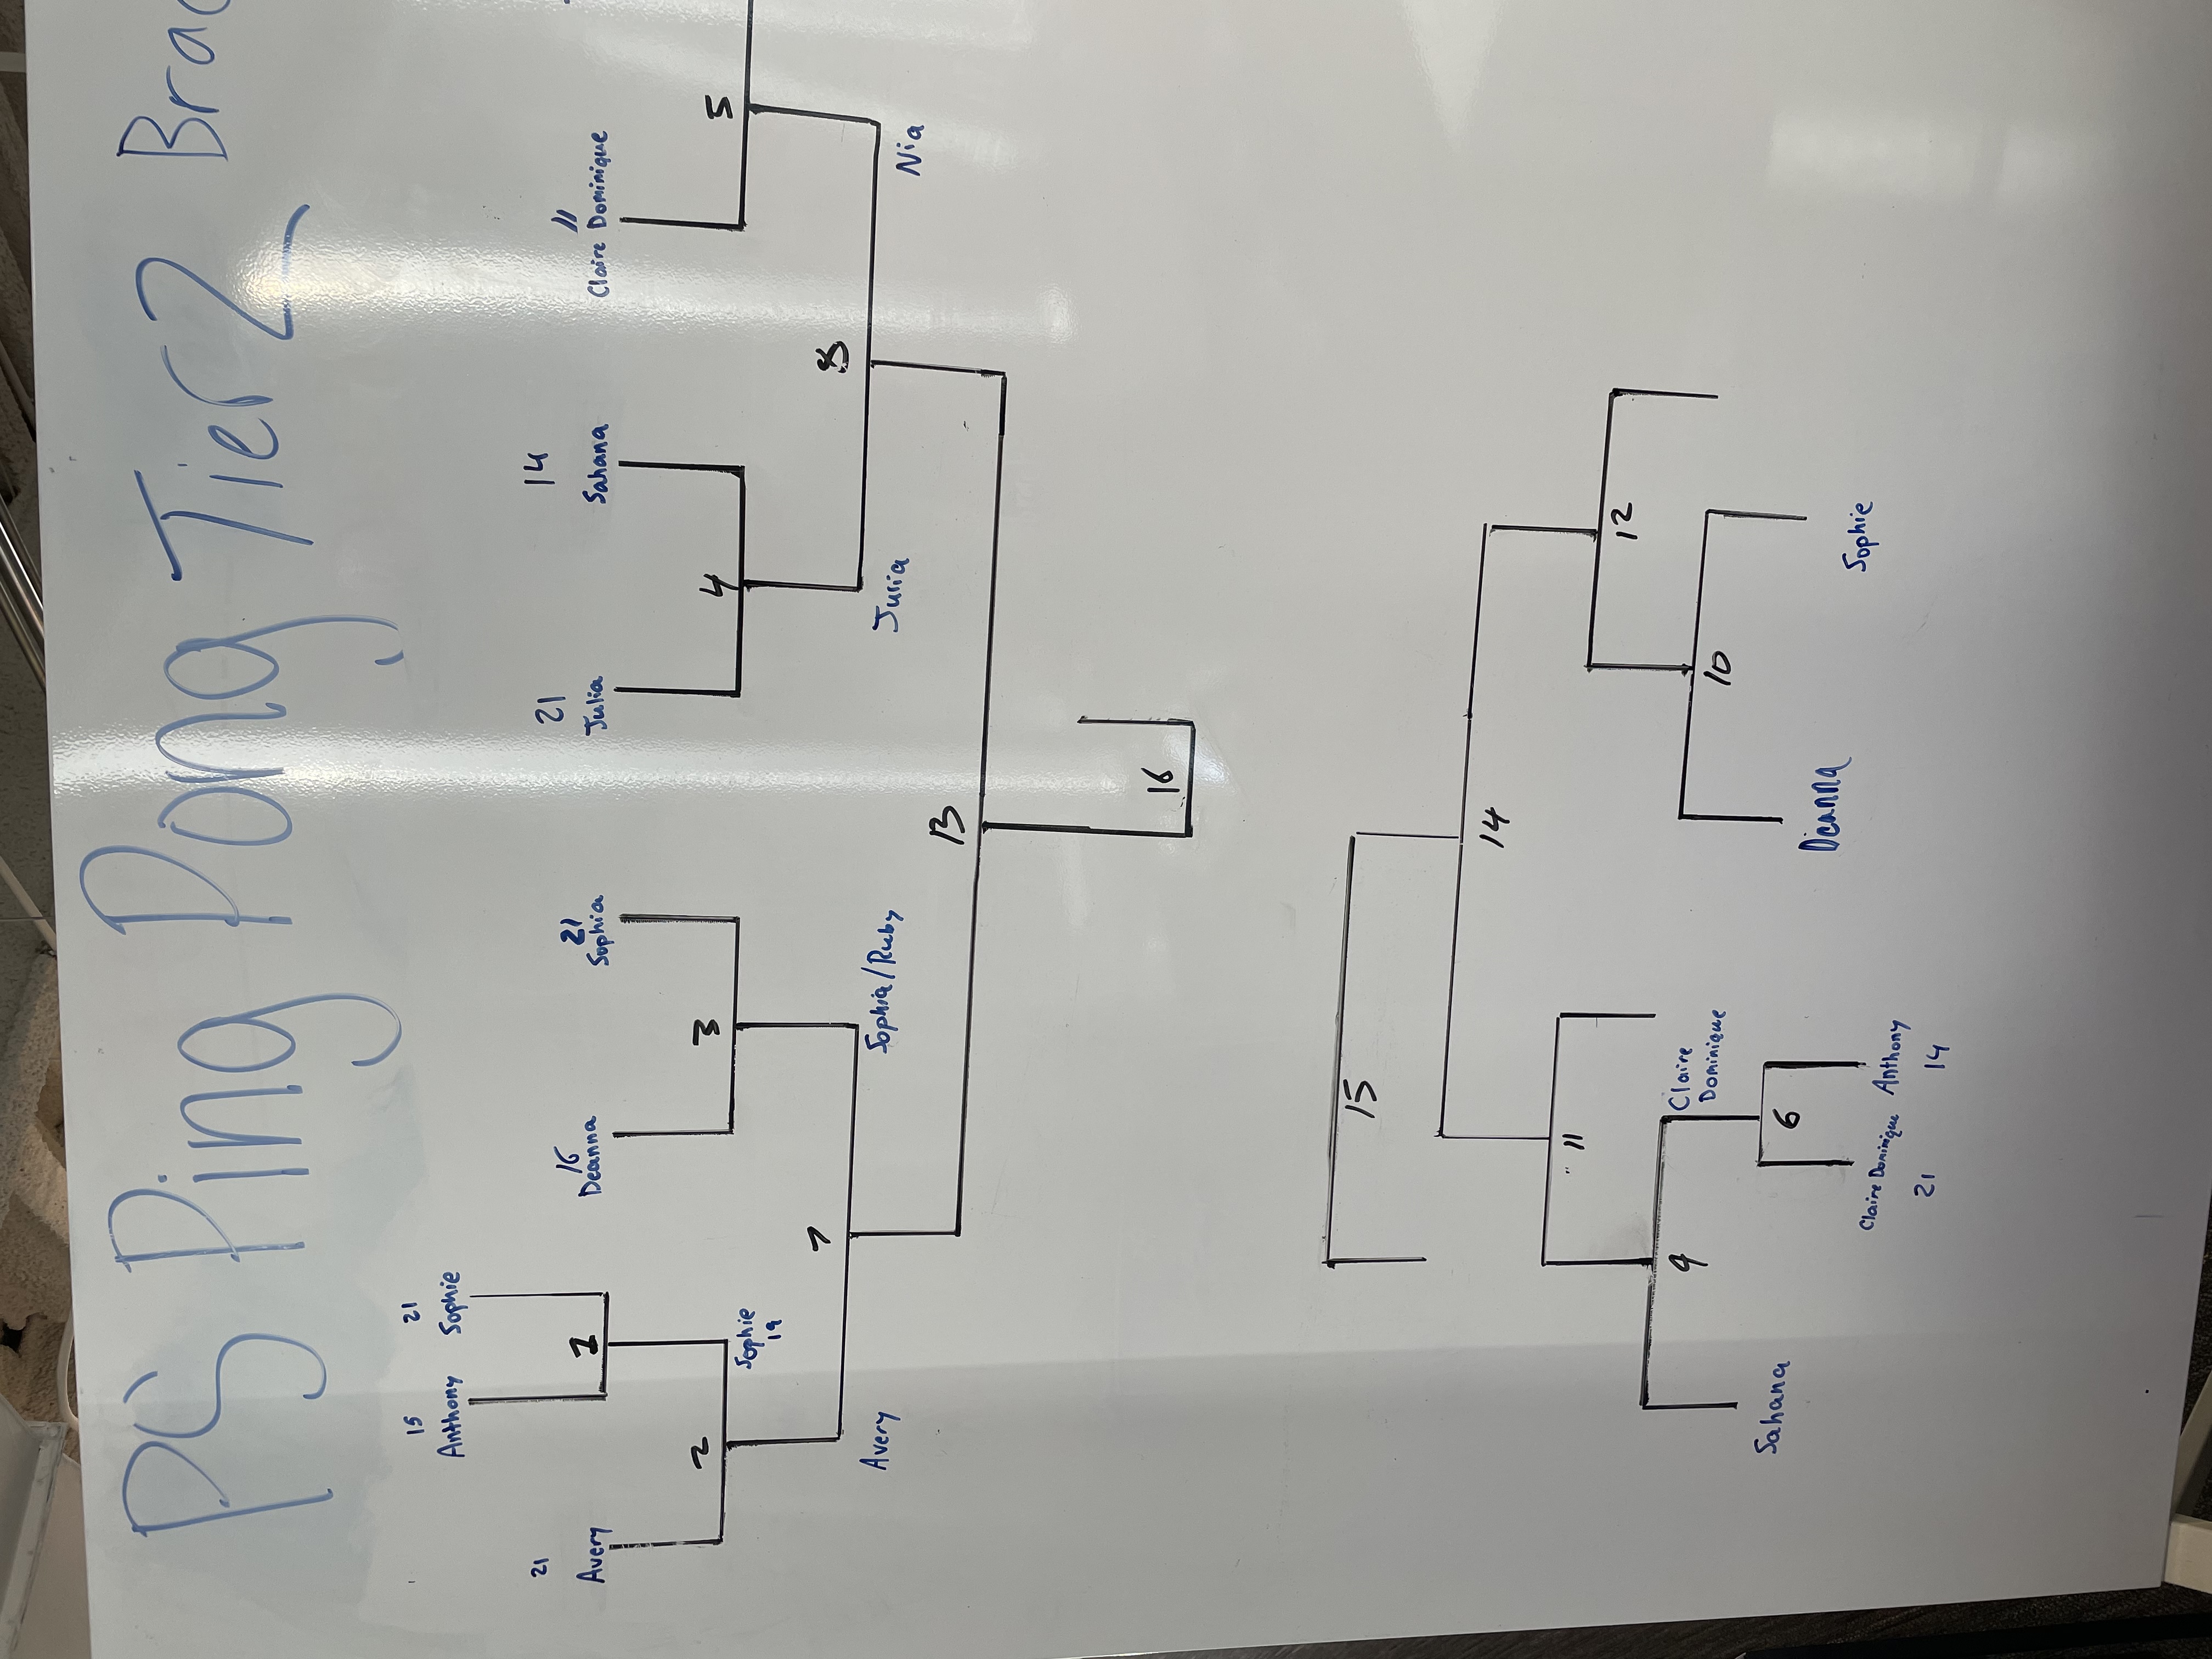 PS Ping Pong Tier 2 Brac
15 21
Anthony Sophie
21 16 21 21 14 11
Avery 1 Deanna Sophia Julia Sahana Claire Dominique
2 3 4 5
Sophie
19
7 8
Avery Sophia/Ruby Julia Nia
13
16
15
14
11
12
9 Claire
Dominique
10
Sahana
6
Deanna
Sophie
Claire Dominique Anthony
21 14